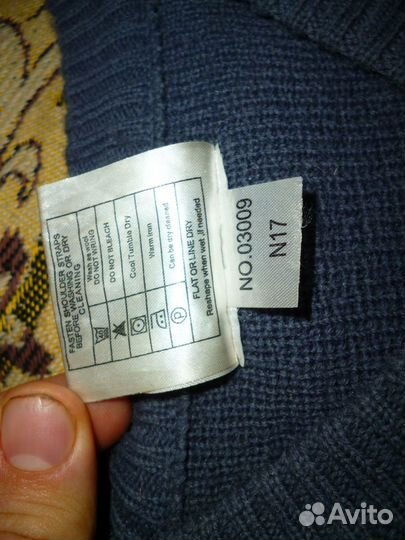 FASTEN SHOULDER STRAPS
BEFORE WASHING OR DRY
CLEANING
Wash as wool
DO NOT WIRING
DO NOT BLEACH
Cool Tumble Dry
Warm iron
Can be dry cleaned
FLAT OR LINE DRY
Reshape when wet ,if needed
40
P
NO.03009
N17
Avito